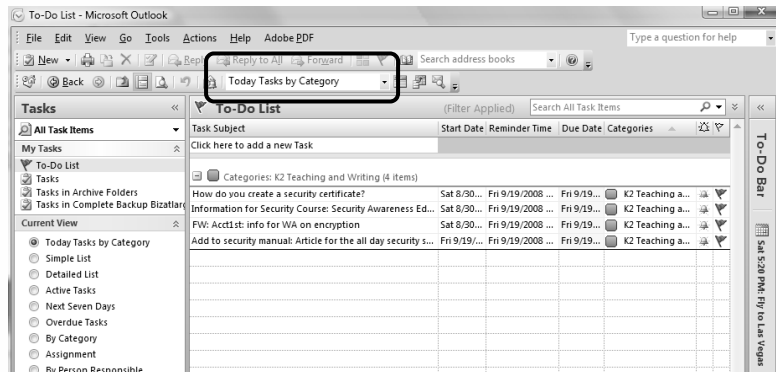 To-Do List - Microsoft Outlook
File Edit View Go Tools Actions Help Adobe PDF Type a question for help
New Reply Reply to All Forward Search address books
Back Today Tasks by Category
Tasks
All Task Items
My Tasks
To-Do List
Tasks
Tasks in Archive Folders
Tasks in Complete Backup Bizatlar
Current View
Today Tasks by Category
Simple List
Detailed List
Active Tasks
Next Seven Days
Overdue Tasks
By Category
Assignment
By Person Responsible
To-Do List (Filter Applied) Search All Task Items
Task Subject Start Date Reminder Time Due Date Categories
Click here to add a new Task
Categories: K2 Teaching and Writing (4 items)
How do you create a security certificate? Sat 8/30... Fri 9/19/2008 ... Fri 9/19... K2 Teaching a...
Information for Security Course: Security Awareness Ed... Sat 8/30... Fri 9/19/2008 ... Fri 9/19... K2 Teaching a...
FW: Acct1st: info for WA on encryption Sat 8/30... Fri 9/19/2008 ... Fri 9/19... K2 Teaching a...
Add to security manual: Article for the all day security s... Fri 9/19/... Fri 9/19/2008 ... Fri 9/19... K2 Teaching a...
To-Do Bar
Sat 5:20 PM: Fly to Las Vegas